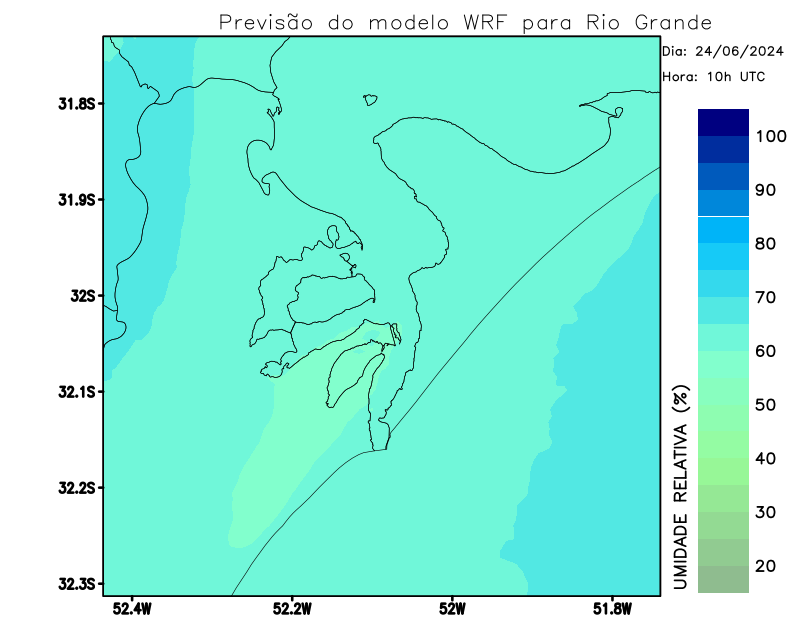 Previsão do modelo WRF para Rio Grande
Dia: 24/06/2024
Hora: 10h UTC
31.8S
31.9S
32S
32.1S
32.2S
32.3S
52.4W
52.2W
52W
51.8W
100
90
80
70
60
50
40
30
20
UMIDADE RELATIVA (%)